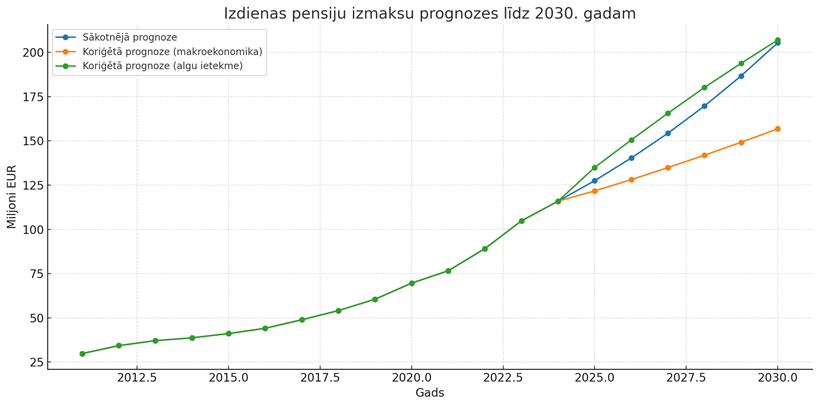 Izdienas pensiju izmaksu prognozes līdz 2030. gadam
Sākotnējā prognoze
Koriģētā prognoze (makroekonomika)
Koriģētā prognoze (algu ietekme)
Miljoni EUR
200
175
150
125
100
75
50
25
2012.5 2015.0 2017.5 2020.0 2022.5 2025.0 2027.5 2030.0
Gads